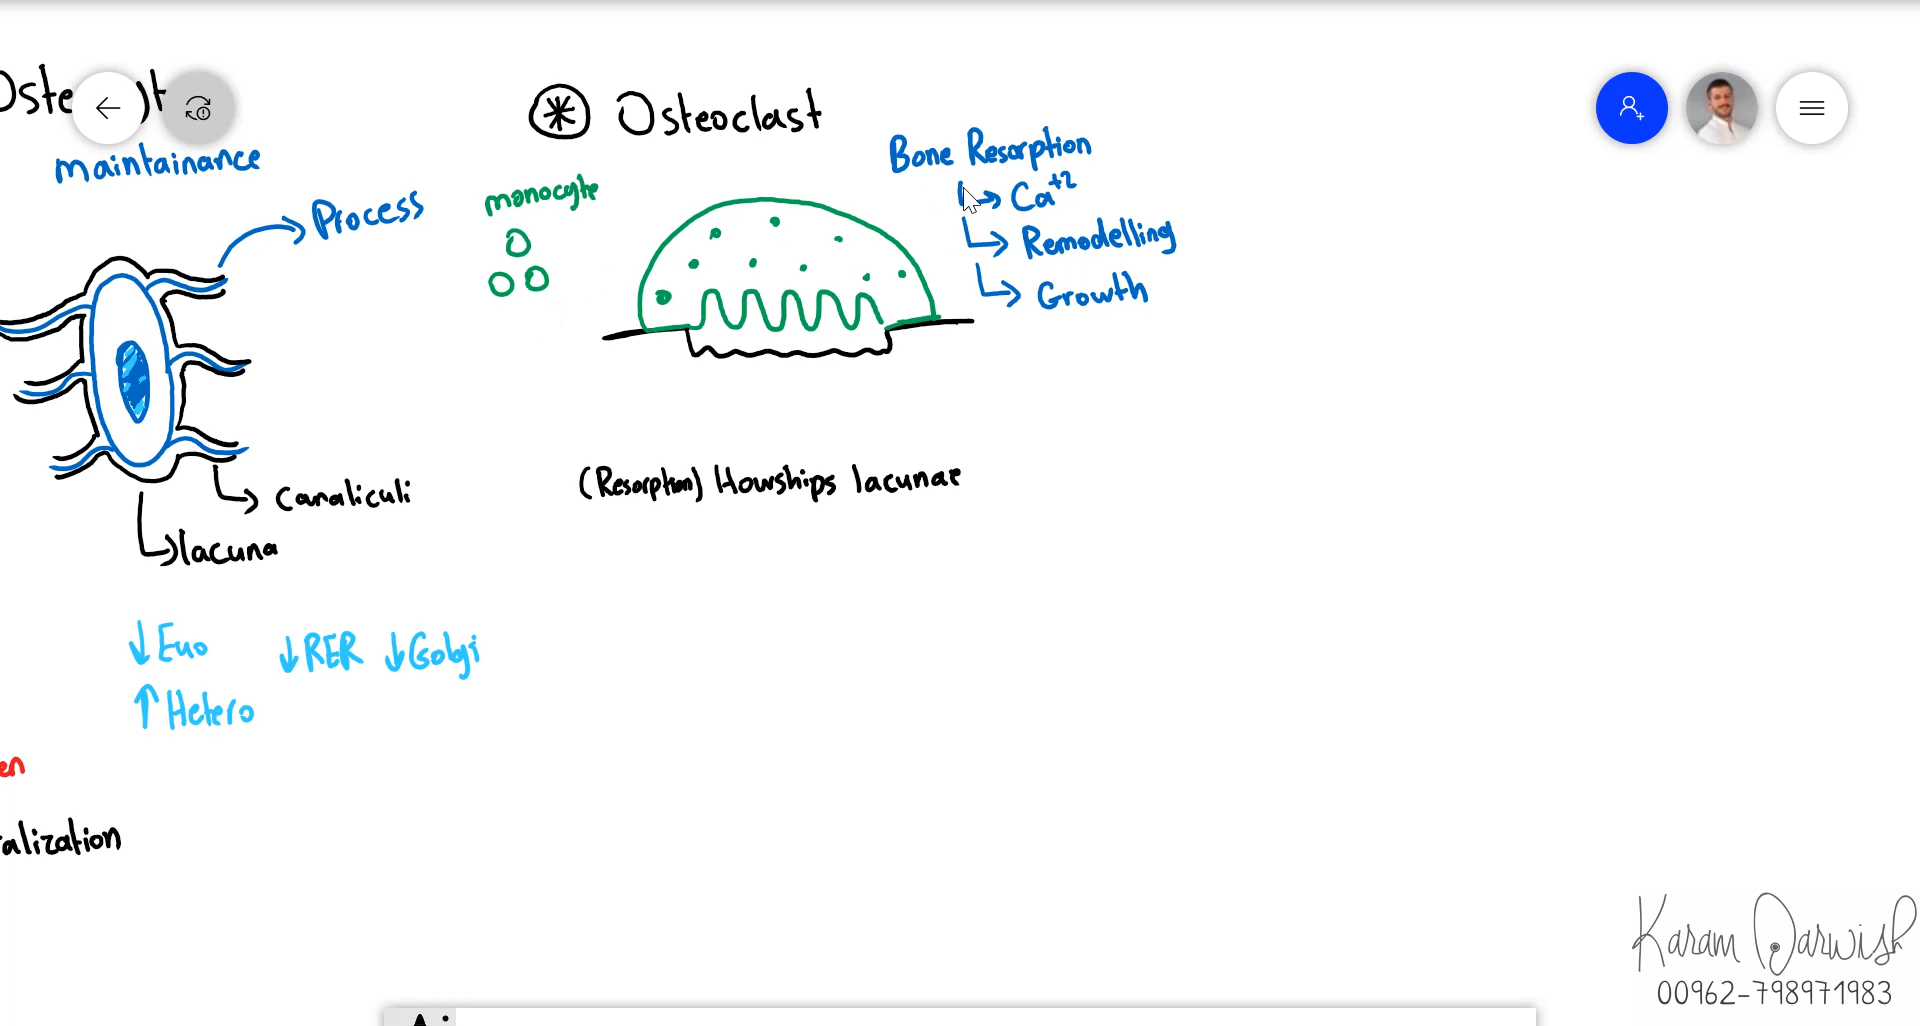 Osteoclast
maintainance
Process
monocyte
Bone Resorption
Ca+2
Remodelling
Growth
Canaliculi
lacuna
(Resorption) Howships lacunae
↓Euo
↓RER ↓Golgi
↑Hetero
en
alization
Karam Darwish
00962-798971983